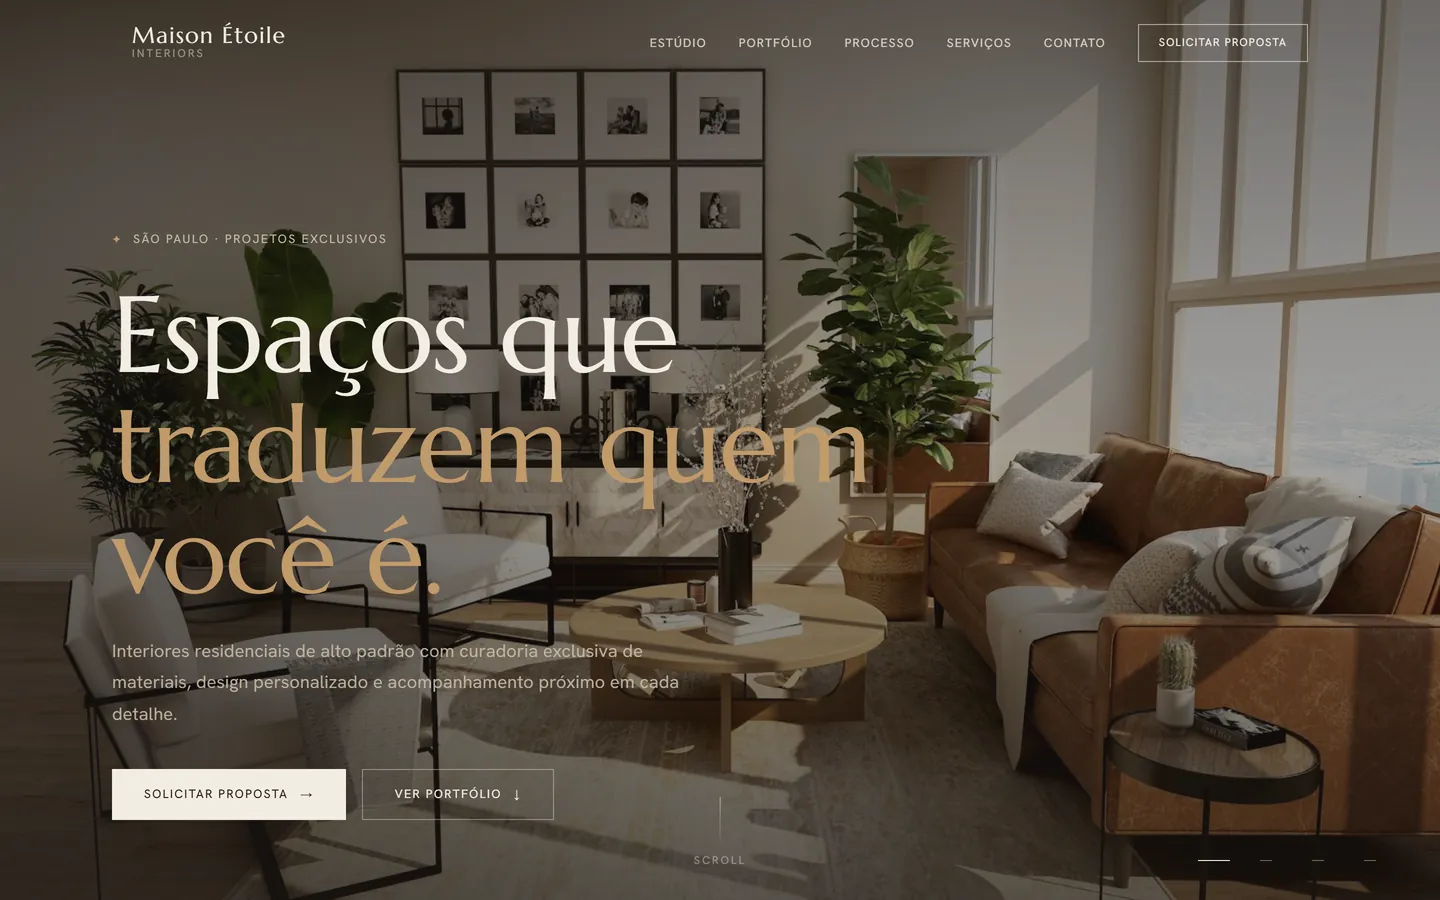 Maison Étoile
INTERIORS
ESTÚDIO PORTFÓLIO PROCESSO SERVIÇOS CONTATO SOLICITAR PROPOSTA
SÃO PAULO · PROJETOS EXCLUSIVOS
Espaços que
traduzem quem
você é.
Interiores residenciais de alto padrão com curadoria exclusiva de
materiais, design personalizado e acompanhamento próximo em cada
detalhe.
SOLICITAR PROPOSTA → VER PORTFÓLIO ↓
SCROLL